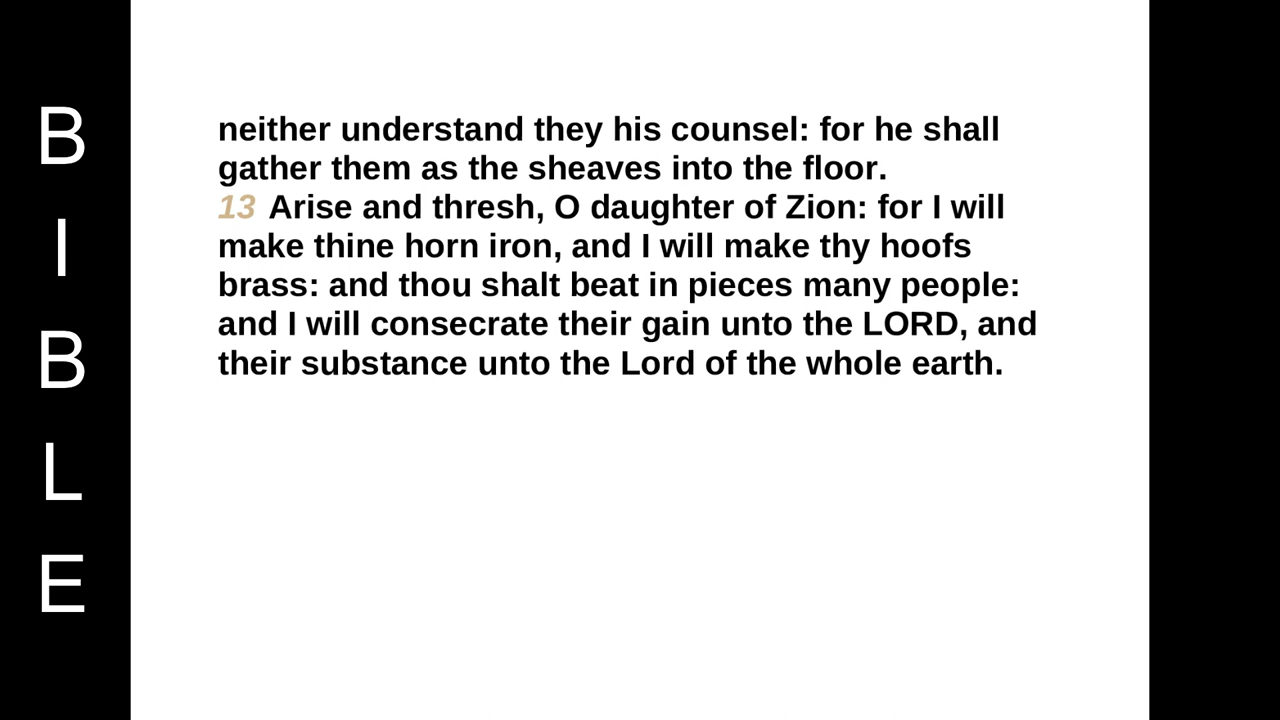 BIBLE
neither understand they his counsel: for he shall
gather them as the sheaves into the floor.
13 Arise and thresh, O daughter of Zion: for I will
make thine horn iron, and I will make thy hoofs
brass: and thou shalt beat in pieces many people:
and I will consecrate their gain unto the LORD, and
their substance unto the Lord of the whole earth.